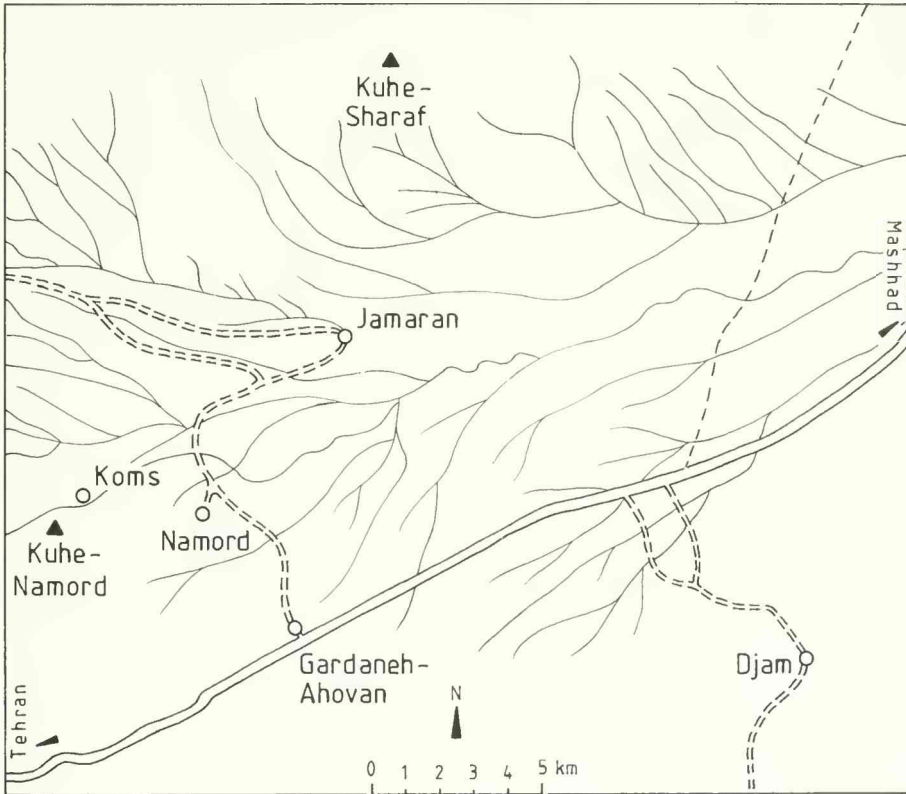 Kuhe-
Sharaf
Mashhad
Jamaran
Koms
Namord
Kuhe-
Namord
Gardaneh-
Ahovan
Djam
Tehran
N
0 1 2 3 4 5 km